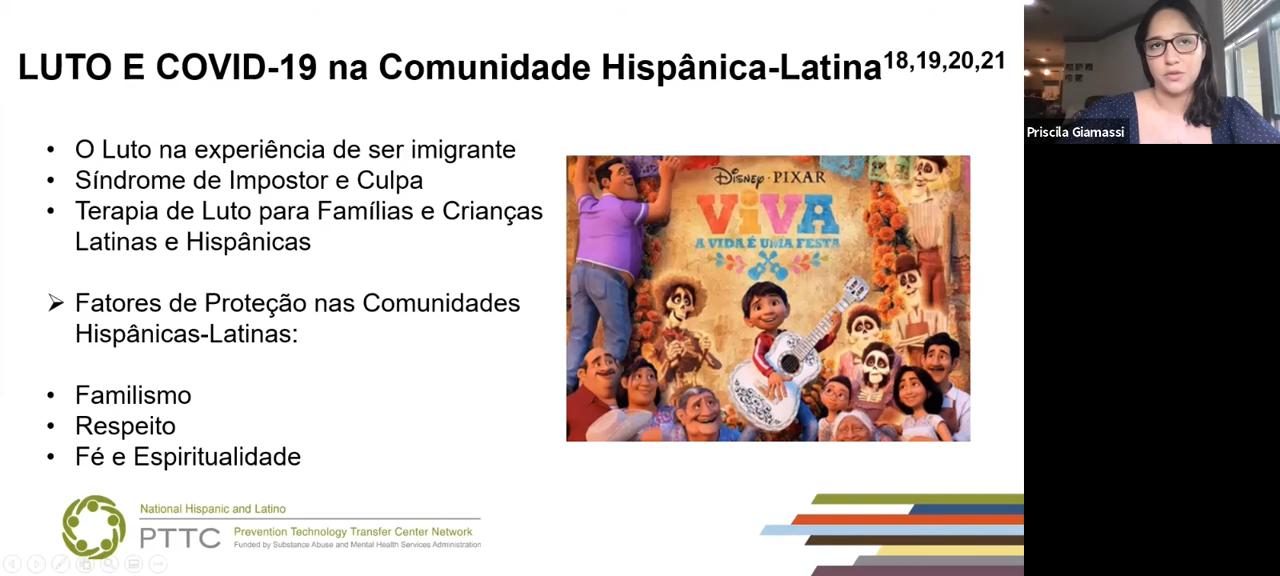 LUTO E COVID-19 na Comunidade Hispânica-Latina18,19,20,21
Priscila Giamassi
• O Luto na experiência de ser imigrante
• Síndrome de Impostor e Culpa
• Terapia de Luto para Famílias e Crianças
Latinas e Hispânicas
➢ Fatores de Proteção nas Comunidades
Hispânicas-Latinas:
• Familismo
• Respeito
• Fé e Espiritualidade
Disney · PIXAR
ViVA
A VIDA É UMA FESTA
National Hispanic and Latino
PTTC
Prevention Technology Transfer Center Network
Funded by Substance Abuse and Mental Health Services Administration